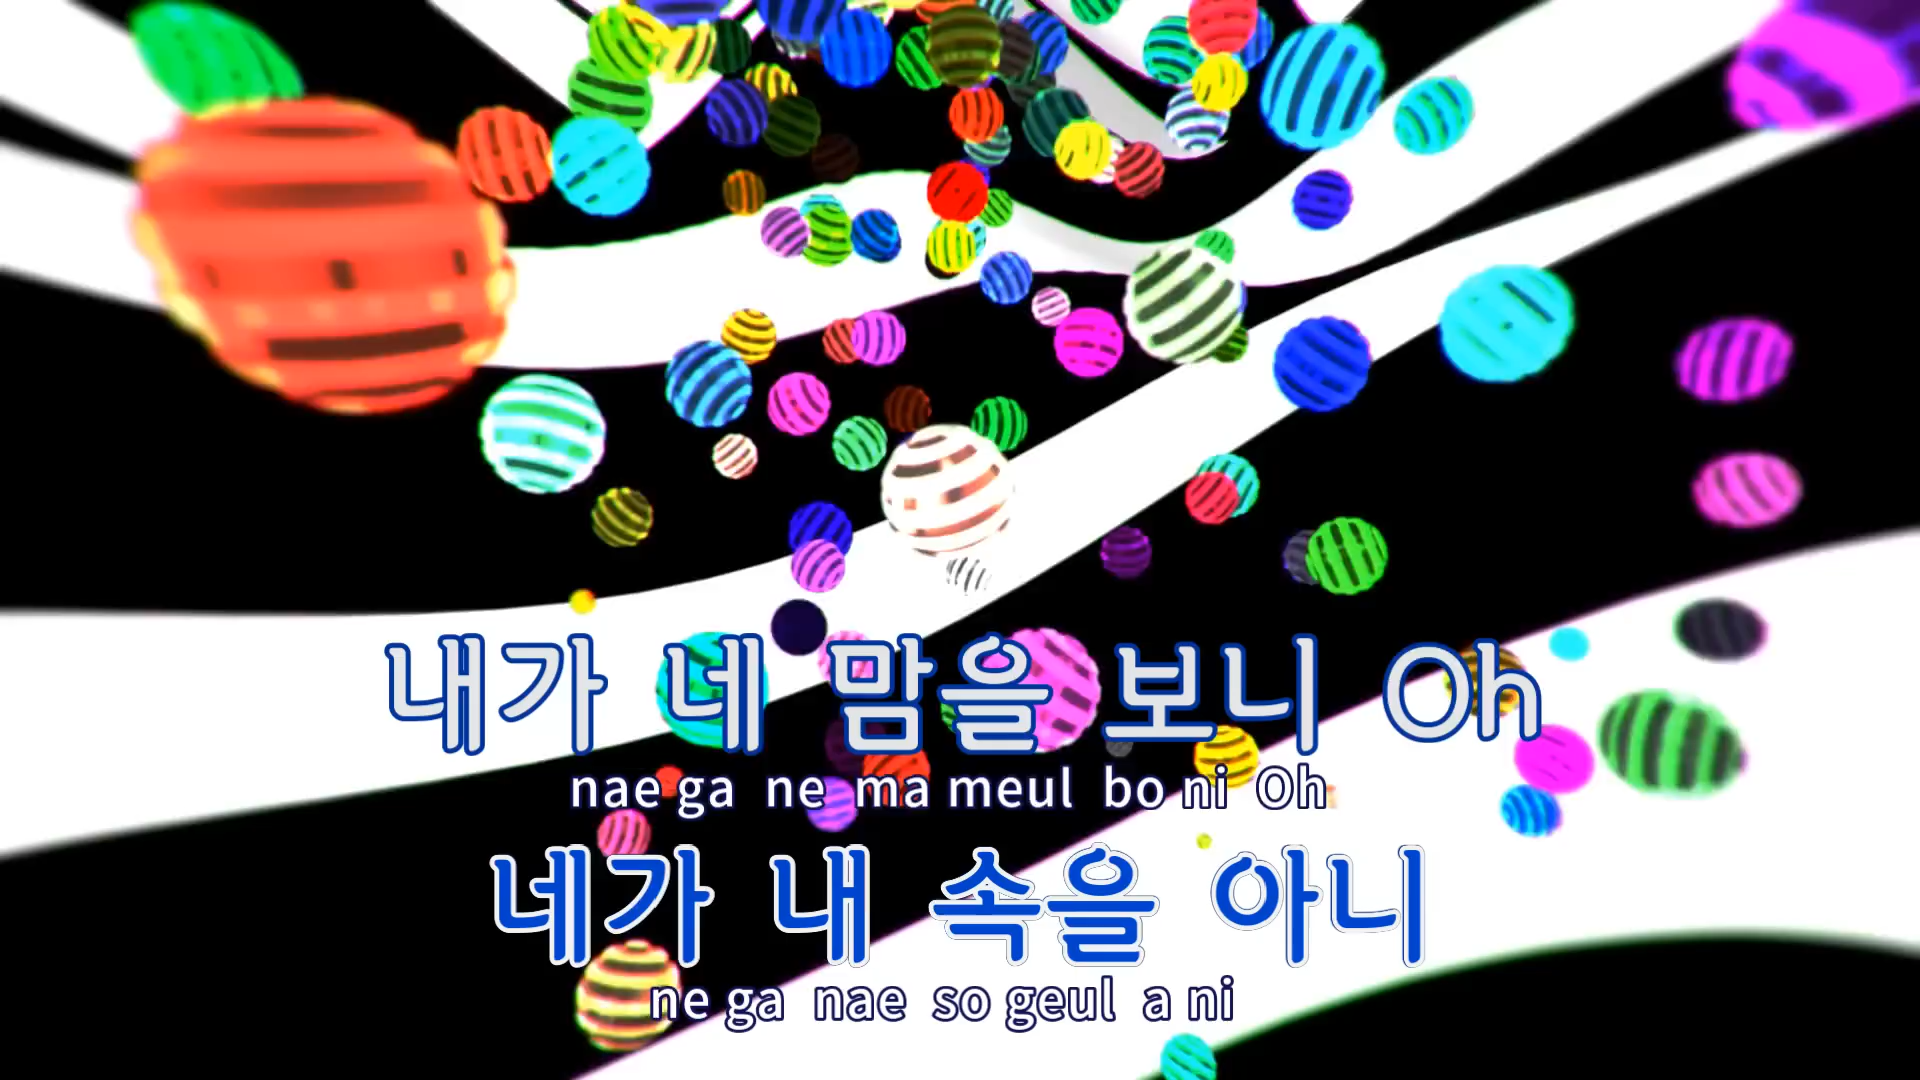 내가 네 맘을 보니 Oh
nae ga ne ma meul bo ni Oh
네가 내 속을 아니
ne ga nae so geul a ni